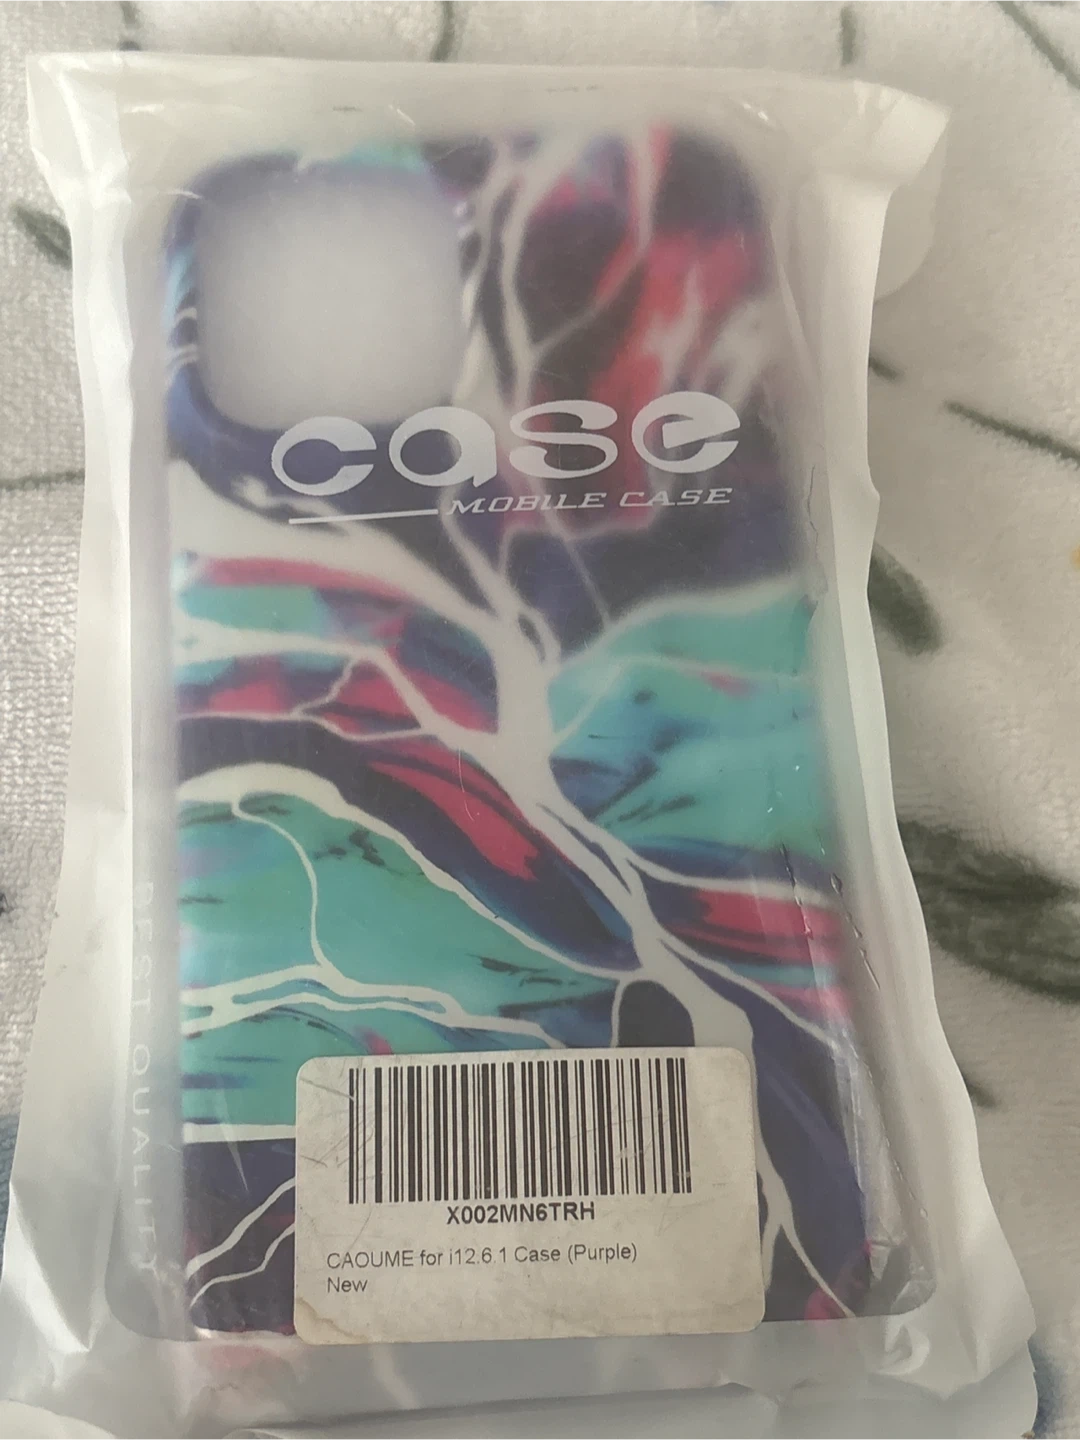 case
MOBILE CASE
BEST QUALITY
X002MN6TRH
CAOUME for i12.6.1 Case (Purple)
New